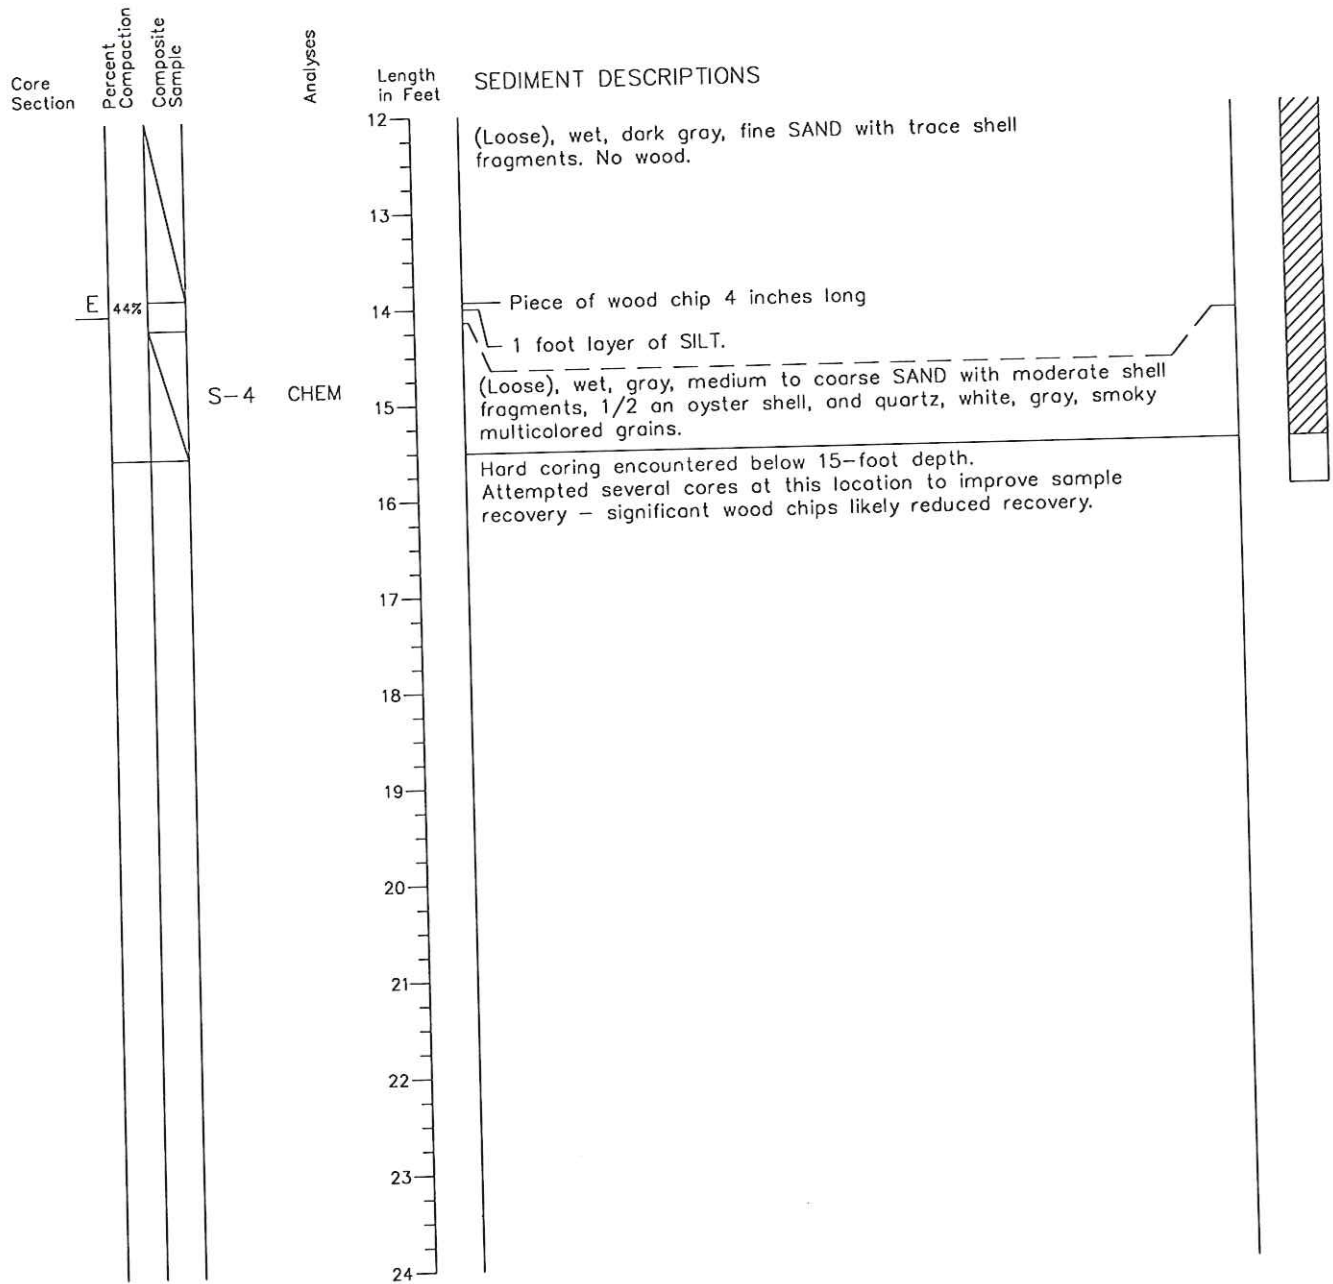 Core
Section
Percent
Compaction
Composite
Sample
Analyses
Length
in Feet
SEDIMENT DESCRIPTIONS
12
(Loose), wet, dark gray, fine SAND with trace shell
fragments. No wood.
13
E
44%
14
Piece of wood chip 4 inches long
1 foot layer of SILT.
S-4
CHEM
15
(Loose), wet, gray, medium to coarse SAND with moderate shell
fragments, 1/2 an oyster shell, and quartz, white, gray, smoky
multicolored grains.
Hard coring encountered below 15-foot depth.
Attempted several cores at this location to improve sample
recovery – significant wood chips likely reduced recovery.
16
17
18
19
20
21
22
23
24